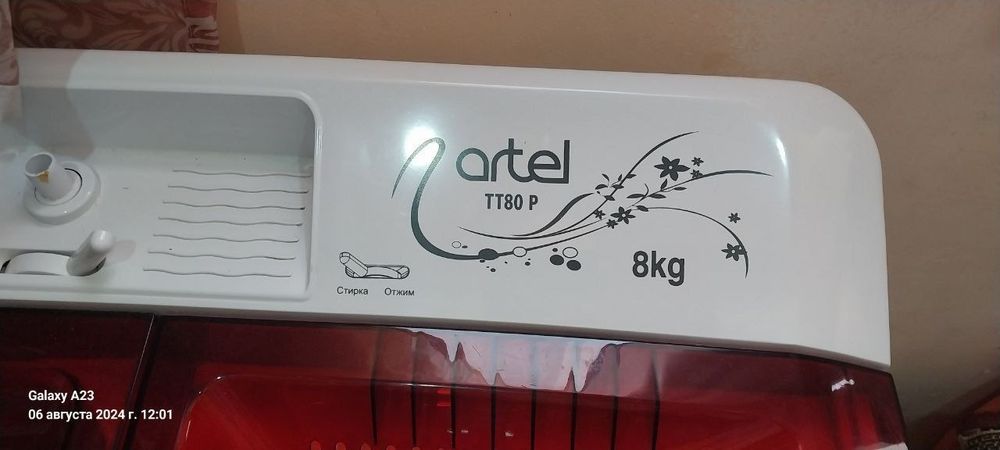 artel
TT80 P
8kg
Стирка Отжим
Galaxy A23
06 августа 2024 г. 12:01